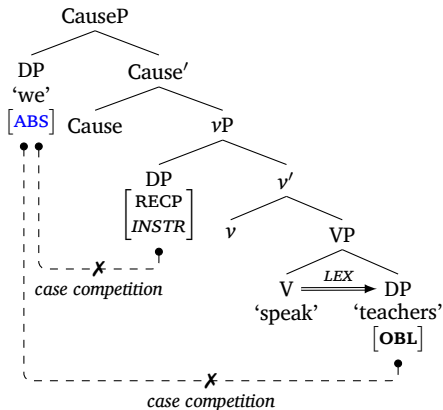 CauseP
DP Cause′
'we'
[ABS] Cause vP
DP v′
[RECP
INSTR] v VP
case competition
V LEX DP
'speak' 'teachers'
[OBL]
case competition